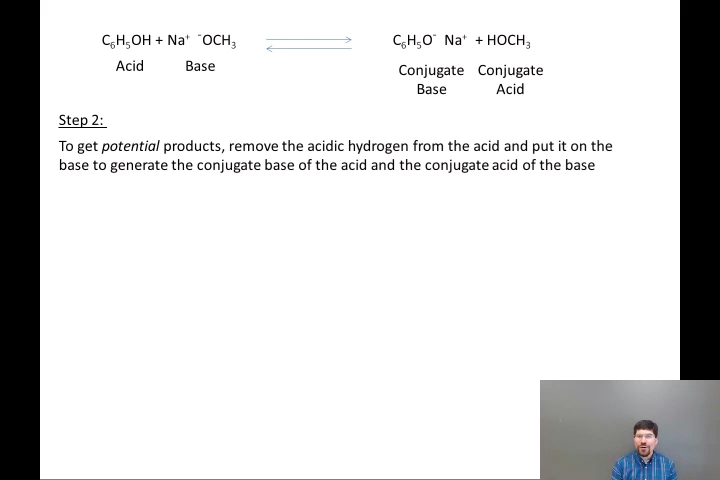 C₆H₅OH + Na⁺ ⁻OCH₃ C₆H₅O⁻ Na⁺ + HOCH₃
Acid Base Conjugate Base Conjugate Acid
Step 2:
To get potential products, remove the acidic hydrogen from the acid and put it on the
base to generate the conjugate base of the acid and the conjugate acid of the base